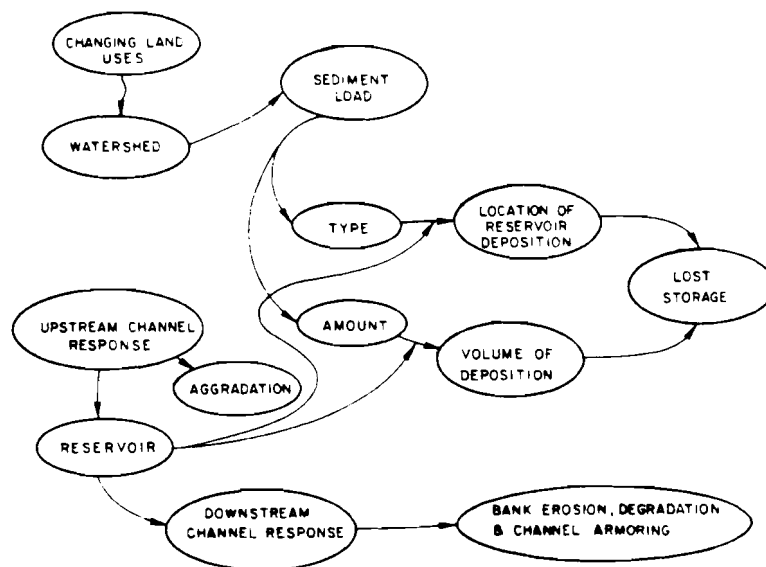 CHANGING LAND
USES
WATERSHED
SEDIMENT
LOAD
TYPE
LOCATION OF
RESERVOIR
DEPOSITION
LOST
STORAGE
UPSTREAM CHANNEL
RESPONSE
AMOUNT
VOLUME OF
DEPOSITION
AGGRADATION
RESERVOIR
DOWNSTREAM
CHANNEL RESPONSE
BANK EROSION, DEGRADATION
& CHANNEL ARMORING